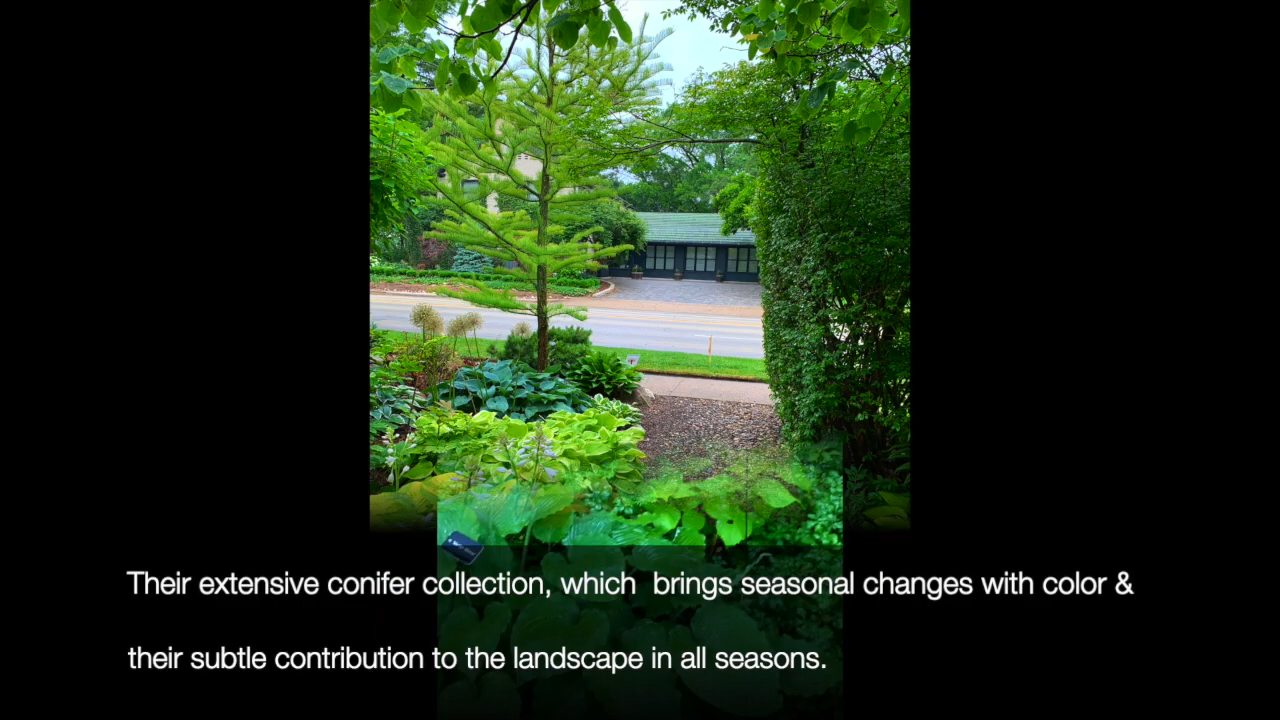 Their extensive conifer collection, which  brings seasonal changes with color &
their subtle contribution to the landscape in all seasons.